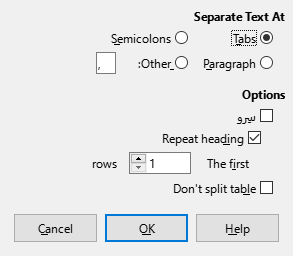 Separate Text At
Tabs Semicolons
Paragraph Other: ,
Options
Repeat heading
The first 1 rows
Don't split table
Help OK Cancel